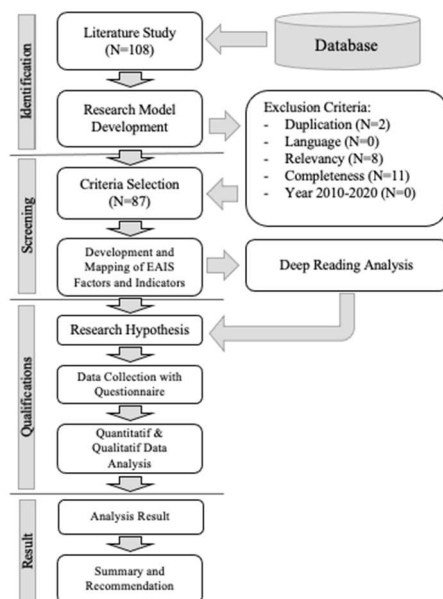 Identification
Literature Study
(N=108)
Database
Research Model
Development
Exclusion Criteria:
- Duplication (N=2)
- Language (N=0)
- Relevancy (N=8)
- Completeness (N=11)
- Year 2010-2020 (N=0)
Screening
Criteria Selection
(N=87)
Development and
Mapping of EAIS
Factors and Indicators
Deep Reading Analysis
Qualifications
Research Hypothesis
Data Collection with
Questionnaire
Quantitatif &
Qualitatif Data
Analysis
Result
Analysis Result
Summary and
Recommendation